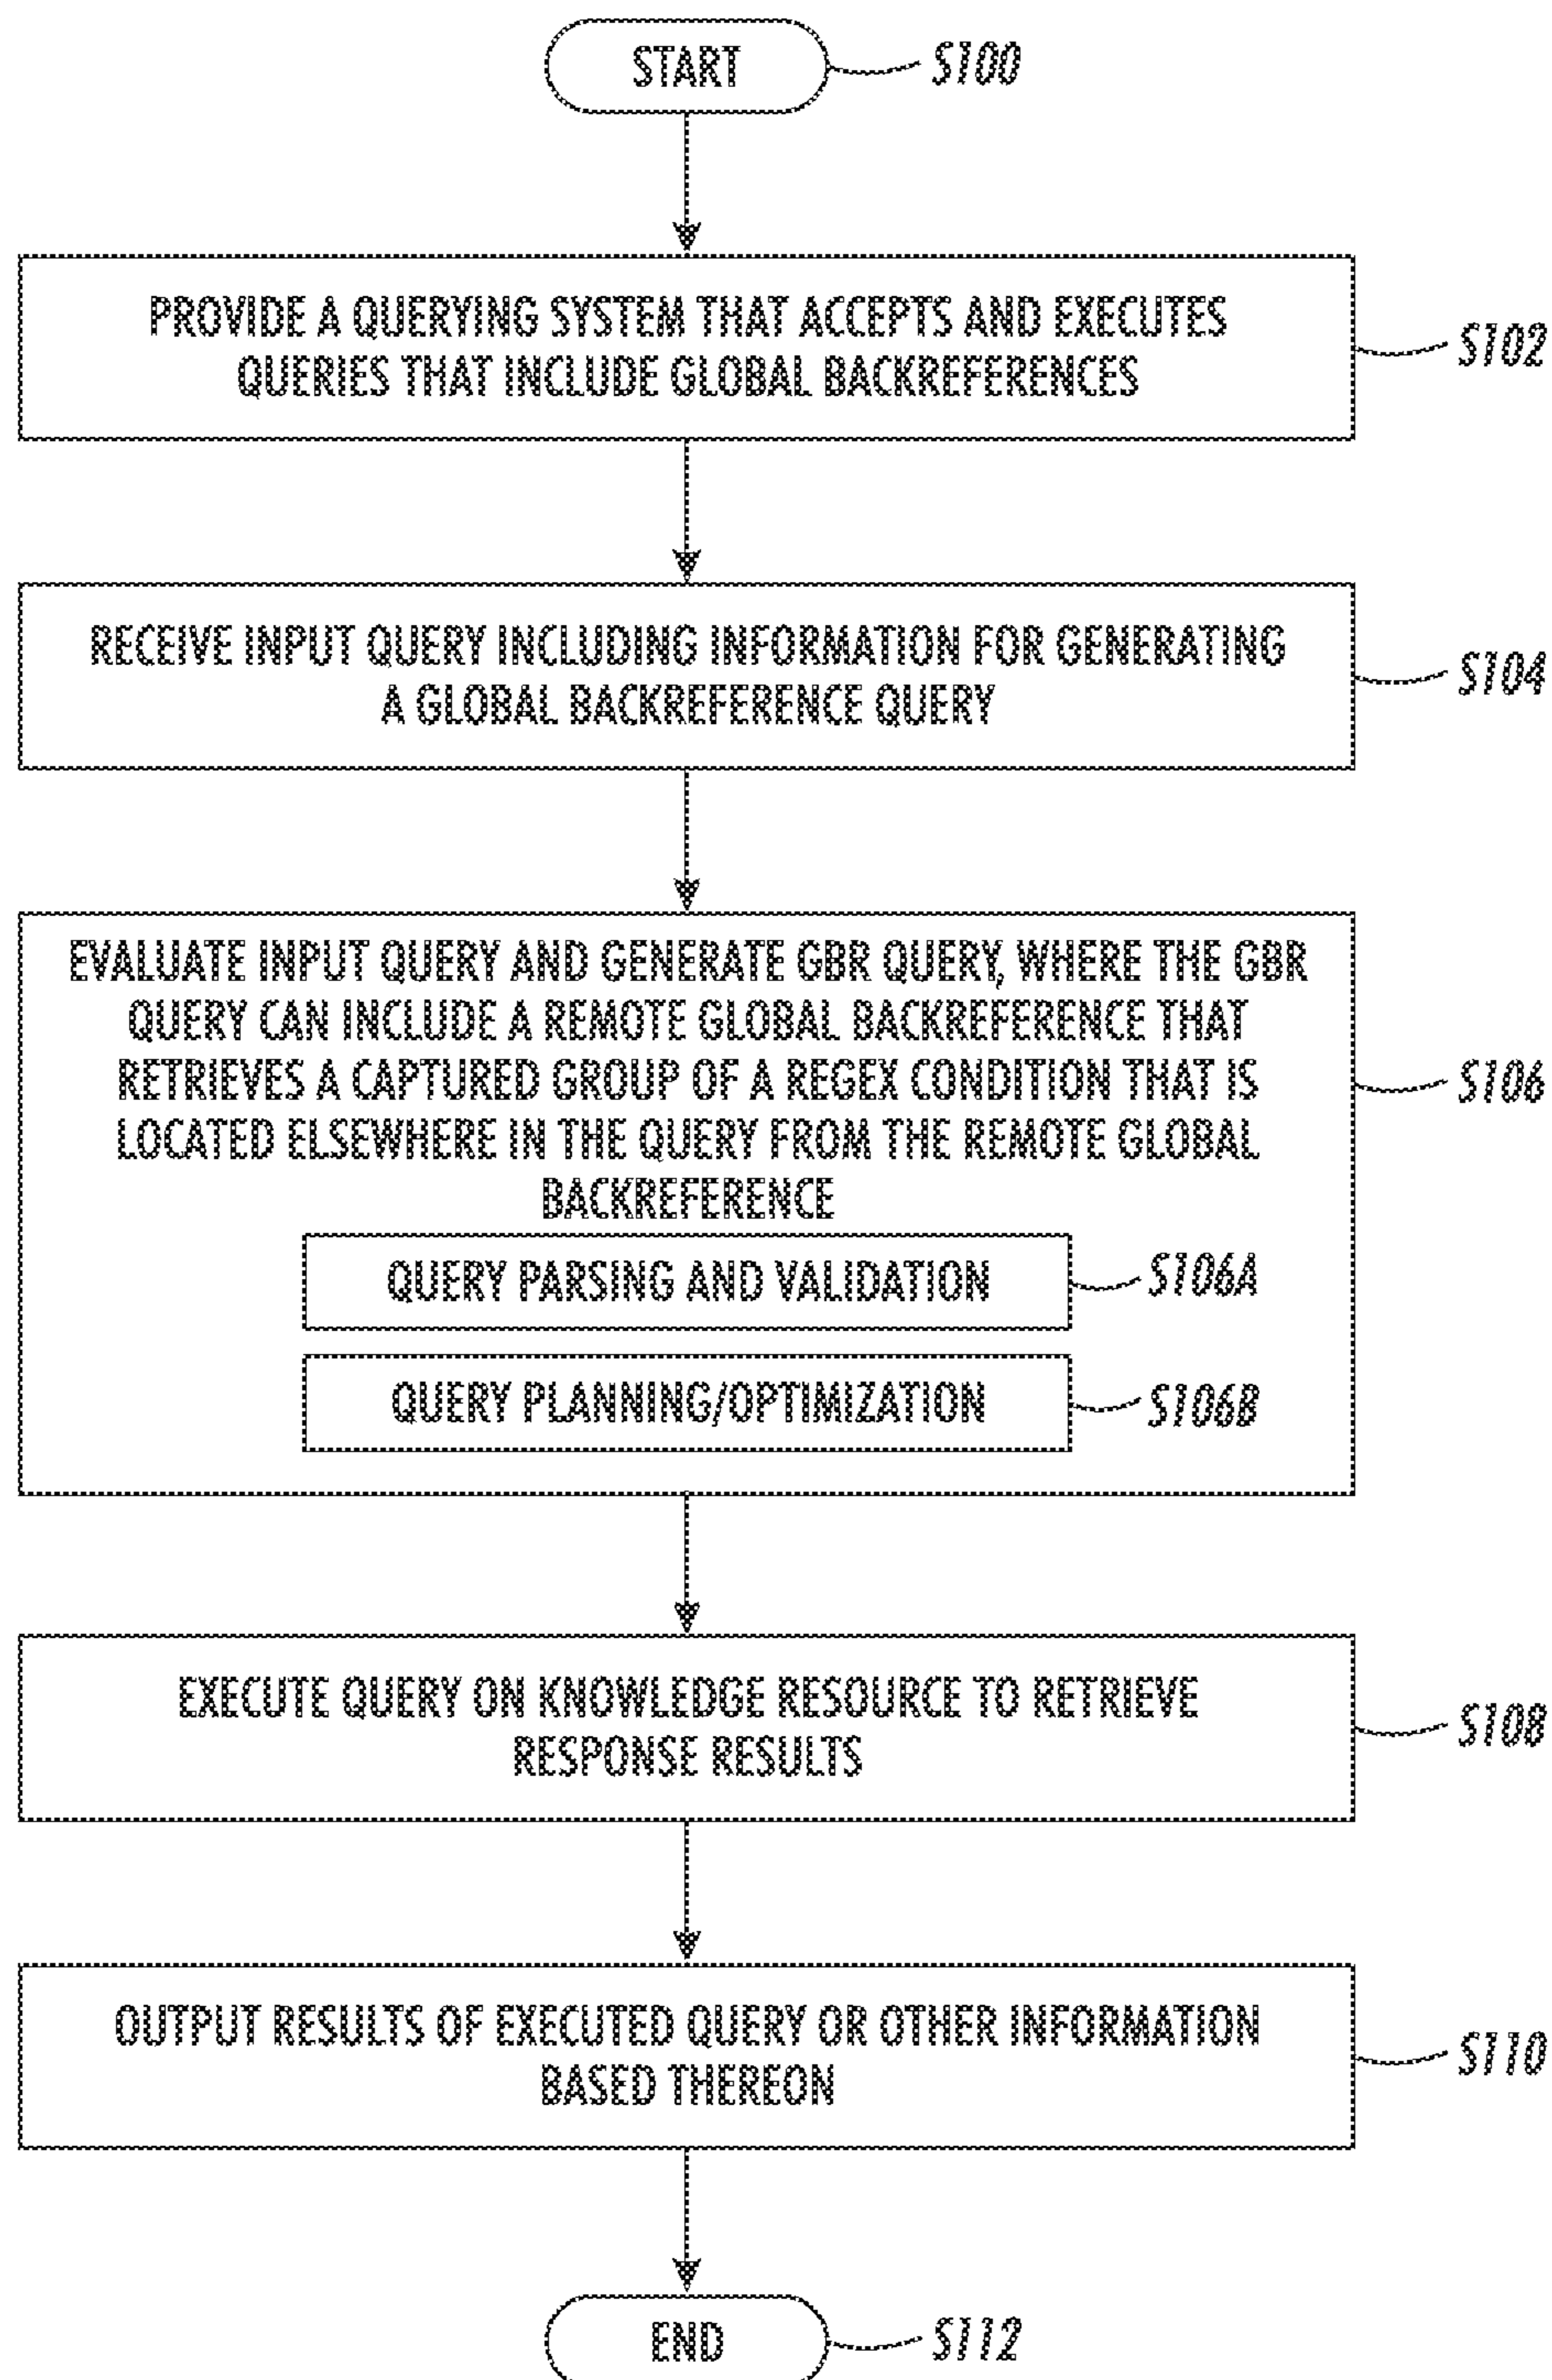 START
S100
PROVIDE A QUERYING SYSTEM THAT ACCEPTS AND EXECUTES
QUERIES THAT INCLUDE GLOBAL BACKREFERENCES
S102
RECEIVE INPUT QUERY INCLUDING INFORMATION FOR GENERATING
A GLOBAL BACKREFERENCE QUERY
S104
EVALUATE INPUT QUERY AND GENERATE GBR QUERY, WHERE THE GBR
QUERY CAN INCLUDE A REMOTE GLOBAL BACKREFERENCE THAT
RETRIEVES A CAPTURED GROUP OF A REGEX CONDITION THAT IS
LOCATED ELSEWHERE IN THE QUERY FROM THE REMOTE GLOBAL
BACKREFERENCE
S106
QUERY PARSING AND VALIDATION
S106A
QUERY PLANNING/OPTIMIZATION
S106B
EXECUTE QUERY ON KNOWLEDGE RESOURCE TO RETRIEVE
RESPONSE RESULTS
S108
OUTPUT RESULTS OF EXECUTED QUERY OR OTHER INFORMATION
BASED THEREON
S110
END
S112